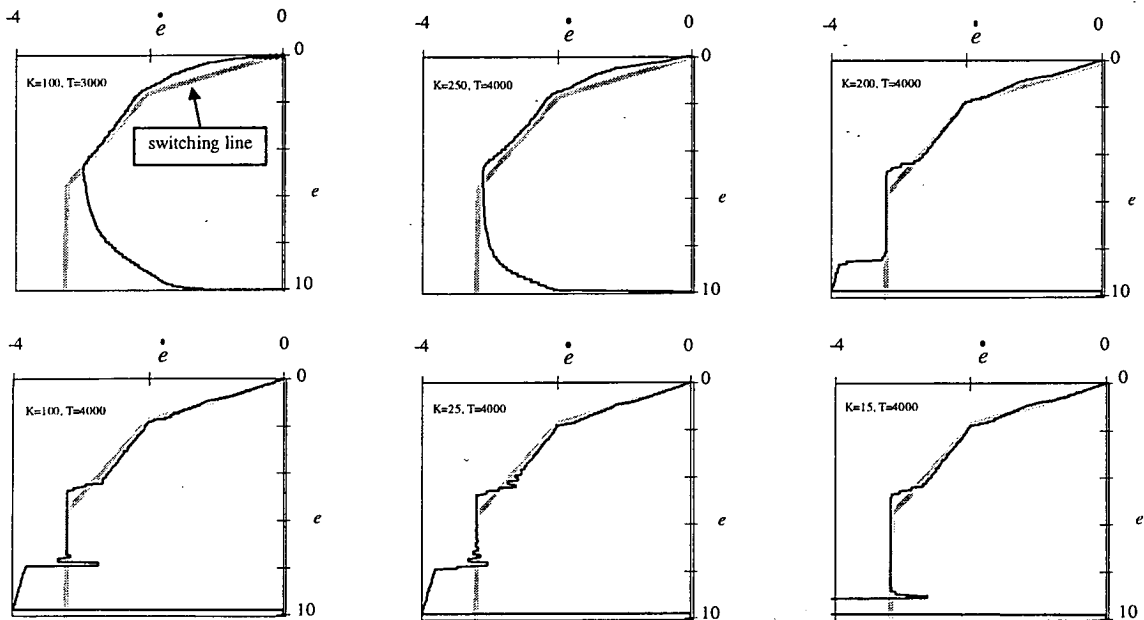 -4 ė 0
0
K=100, T=3000
switching line
e
10
-4 ė 0
0
K=250, T=4000
e
10
-4 ė 0
0
K=200, T=4000
e
10
-4 ė 0
0
K=100, T=4000
e
10
-4 ė 0
0
K=25, T=4000
e
10
-4 ė 0
0
K=15, T=4000
e
10